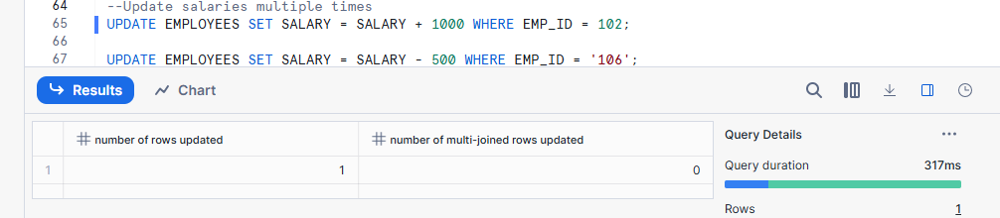 64 --Update salaries multiple times
65 UPDATE EMPLOYEES SET SALARY = SALARY + 1000 WHERE EMP_ID = 102;
66
67 UPDATE EMPLOYEES SET SALARY = SALARY - 500 WHERE EMP_ID = '106';
Results Chart
number of rows updated number of multi-joined rows updated
1 1 0
Query Details ...
Query duration 317ms
Rows 1